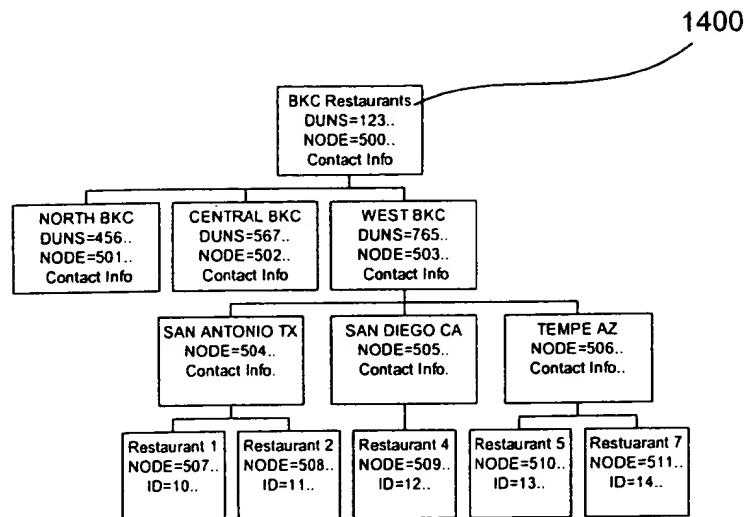 1400
BKC Restaurants
DUNS=123..
NODE=500..
Contact Info
NORTH BKC
DUNS=456..
NODE=501..
Contact Info
CENTRAL BKC
DUNS=567..
NODE=502..
Contact Info
WEST BKC
DUNS=765..
NODE=503..
Contact Info
SAN ANTONIO TX
NODE=504..
Contact Info.
SAN DIEGO CA
NODE=505..
Contact Info.
TEMPE AZ
NODE=506..
Contact Info..
Restaurant 1
NODE=507..
ID=10..
Restaurant 2
NODE=508..
ID=11..
Restaurant 4
NODE=509..
ID=12..
Restaurant 5
NODE=510..
ID=13..
Restuarant 7
NODE=511..
ID=14..